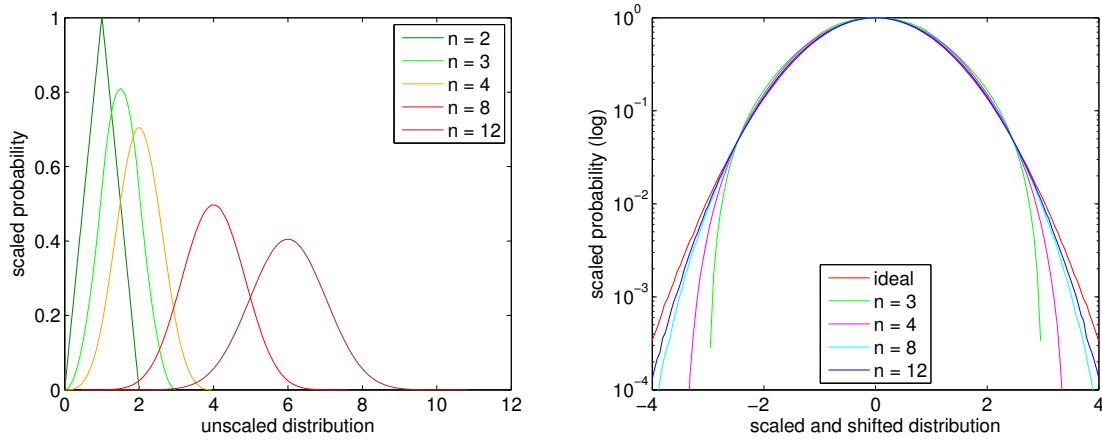 1
0.8
0.6
0.4
0.2
0
scaled probability
0 2 4 6 8 10 12
unscaled distribution
n = 2
n = 3
n = 4
n = 8
n = 12
10^0
10^-1
10^-2
10^-3
10^-4
scaled probability (log)
−4 −2 0 2 4
scaled and shifted distribution
ideal
n = 3
n = 4
n = 8
n = 12